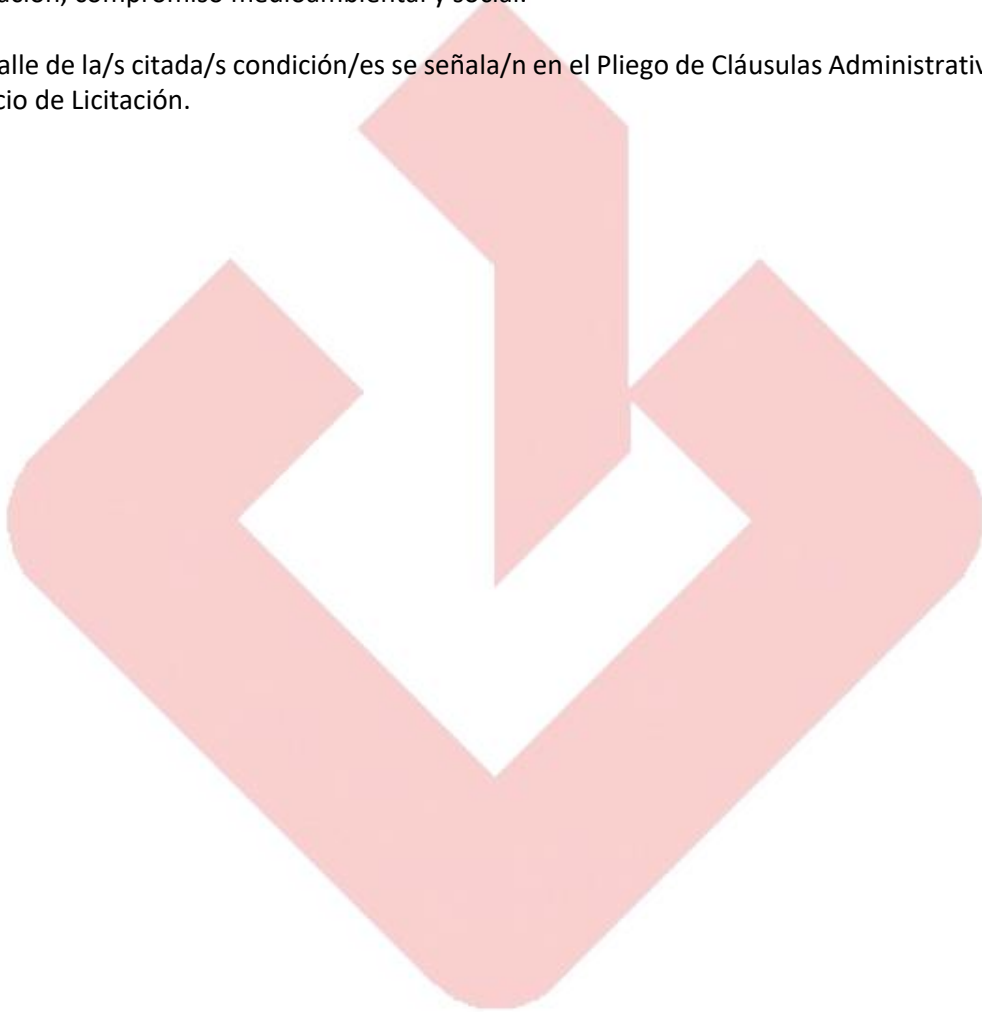 ación, compromiso medioambiental y social.
alle de la/s citada/s condición/es se señala/n en el Pliego de Cláusulas Administrativ
cio de Licitación.